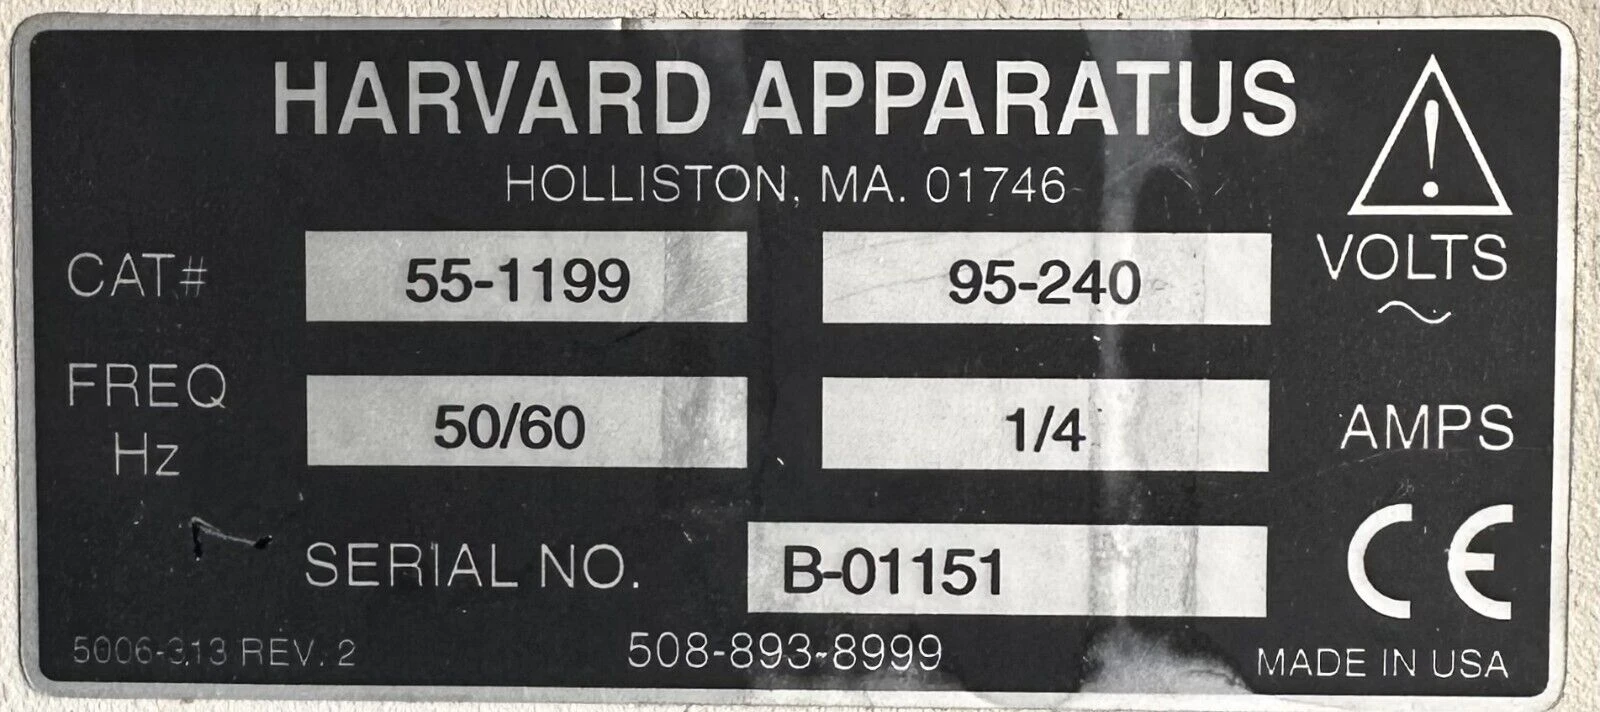 HARVARD APPARATUS
HOLLISTON, MA. 01746
CAT# 55-1199 95-240 VOLTS
~
FREQ Hz 50/60 1/4 AMPS
SERIAL NO. B-01151 CE
5006-313 REV. 2 508-893-8999 MADE IN USA